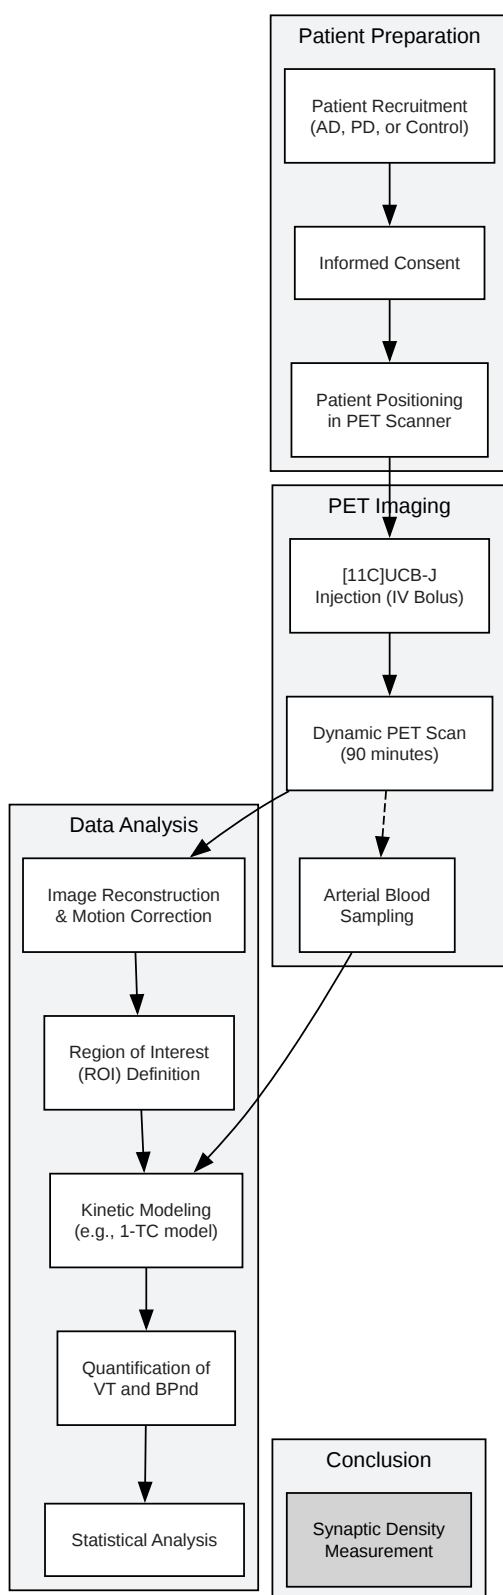 Patient Preparation
Patient Recruitment
(AD, PD, or Control)
Informed Consent
Patient Positioning
in PET Scanner
PET Imaging
[11C]UCB-J
Injection (IV Bolus)
Dynamic PET Scan
(90 minutes)
Arterial Blood
Sampling
Data Analysis
Image Reconstruction
& Motion Correction
Region of Interest
(ROI) Definition
Kinetic Modeling
(e.g., 1-TC model)
Quantification of
VT and BPnd
Statistical Analysis
Conclusion
Synaptic Density
Measurement